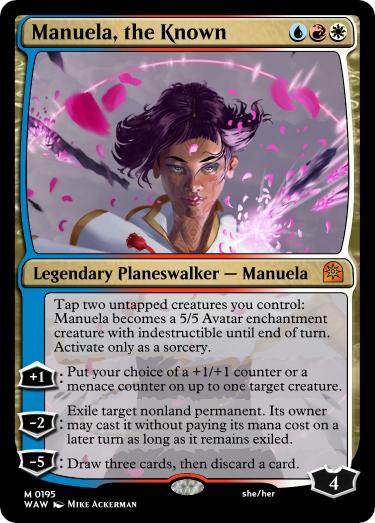 Manuela, the Known
Legendary Planeswalker — Manuela
Tap two untapped creatures you control:
Manuela becomes a 5/5 Avatar enchantment
creature with indestructible until end of turn.
Activate only as a sorcery.
+1: Put your choice of a +1/+1 counter or a
menace counter on up to one target creature.
-2: Exile target nonland permanent. Its owner
may cast it without paying its mana cost on a
later turn as long as it remains exiled.
-5: Draw three cards, then discard a card.
4
M 0195
she/her
WAW Mike Ackerman